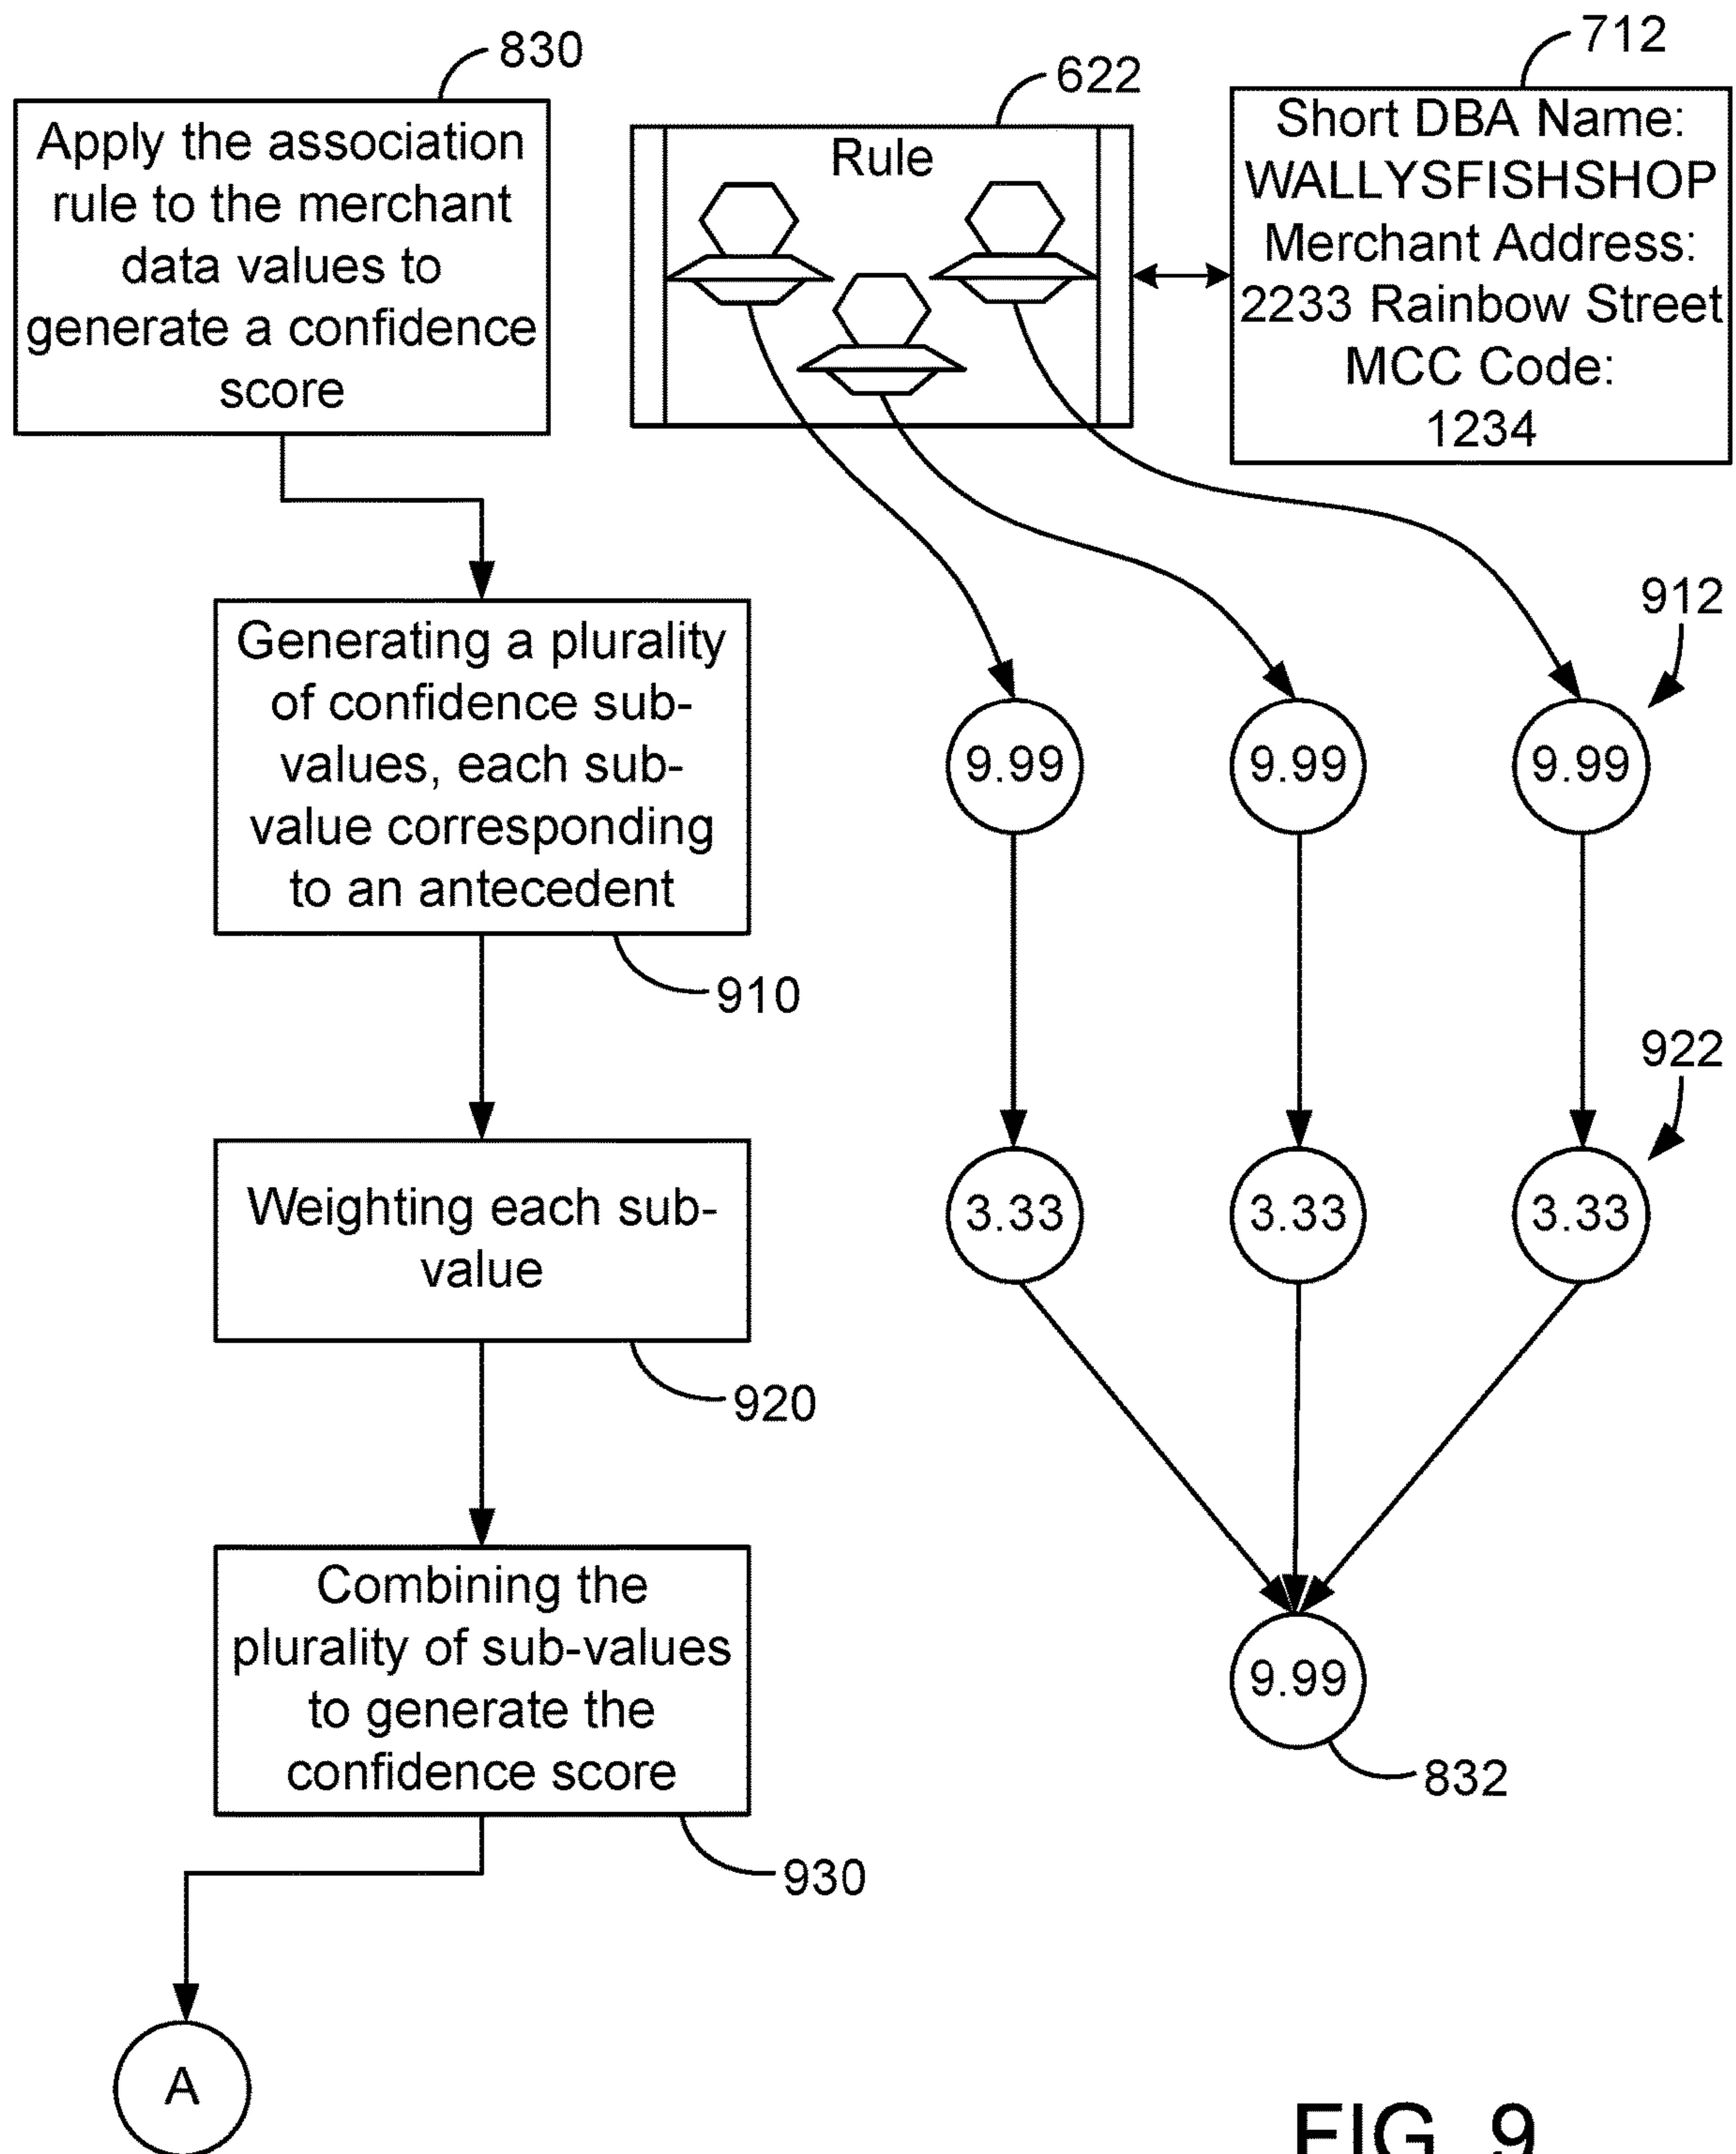 830
Apply the association
rule to the merchant
data values to
generate a confidence
score
622
Rule
712
Short DBA Name:
WALLYSFISHSHOP
Merchant Address:
2233 Rainbow Street
MCC Code:
1234
Generating a plurality
of confidence sub-
values, each sub-
value corresponding
to an antecedent
910
912
9.99
9.99
9.99
Weighting each sub-
value
920
922
3.33
3.33
3.33
Combining the
plurality of sub-values
to generate the
confidence score
930
9.99
832
A
FIG. 9